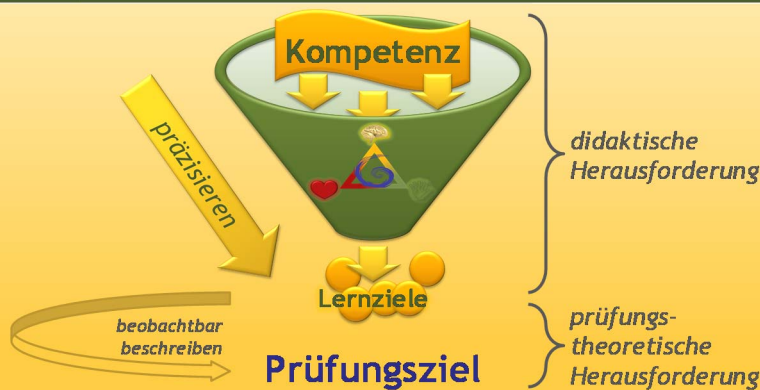 Kompetenz
präzisieren
didaktische
Herausforderung
Lernziele
beobachtbar
beschreiben
prüfungs-
theoretische
Herausforderung
Prüfungsziel